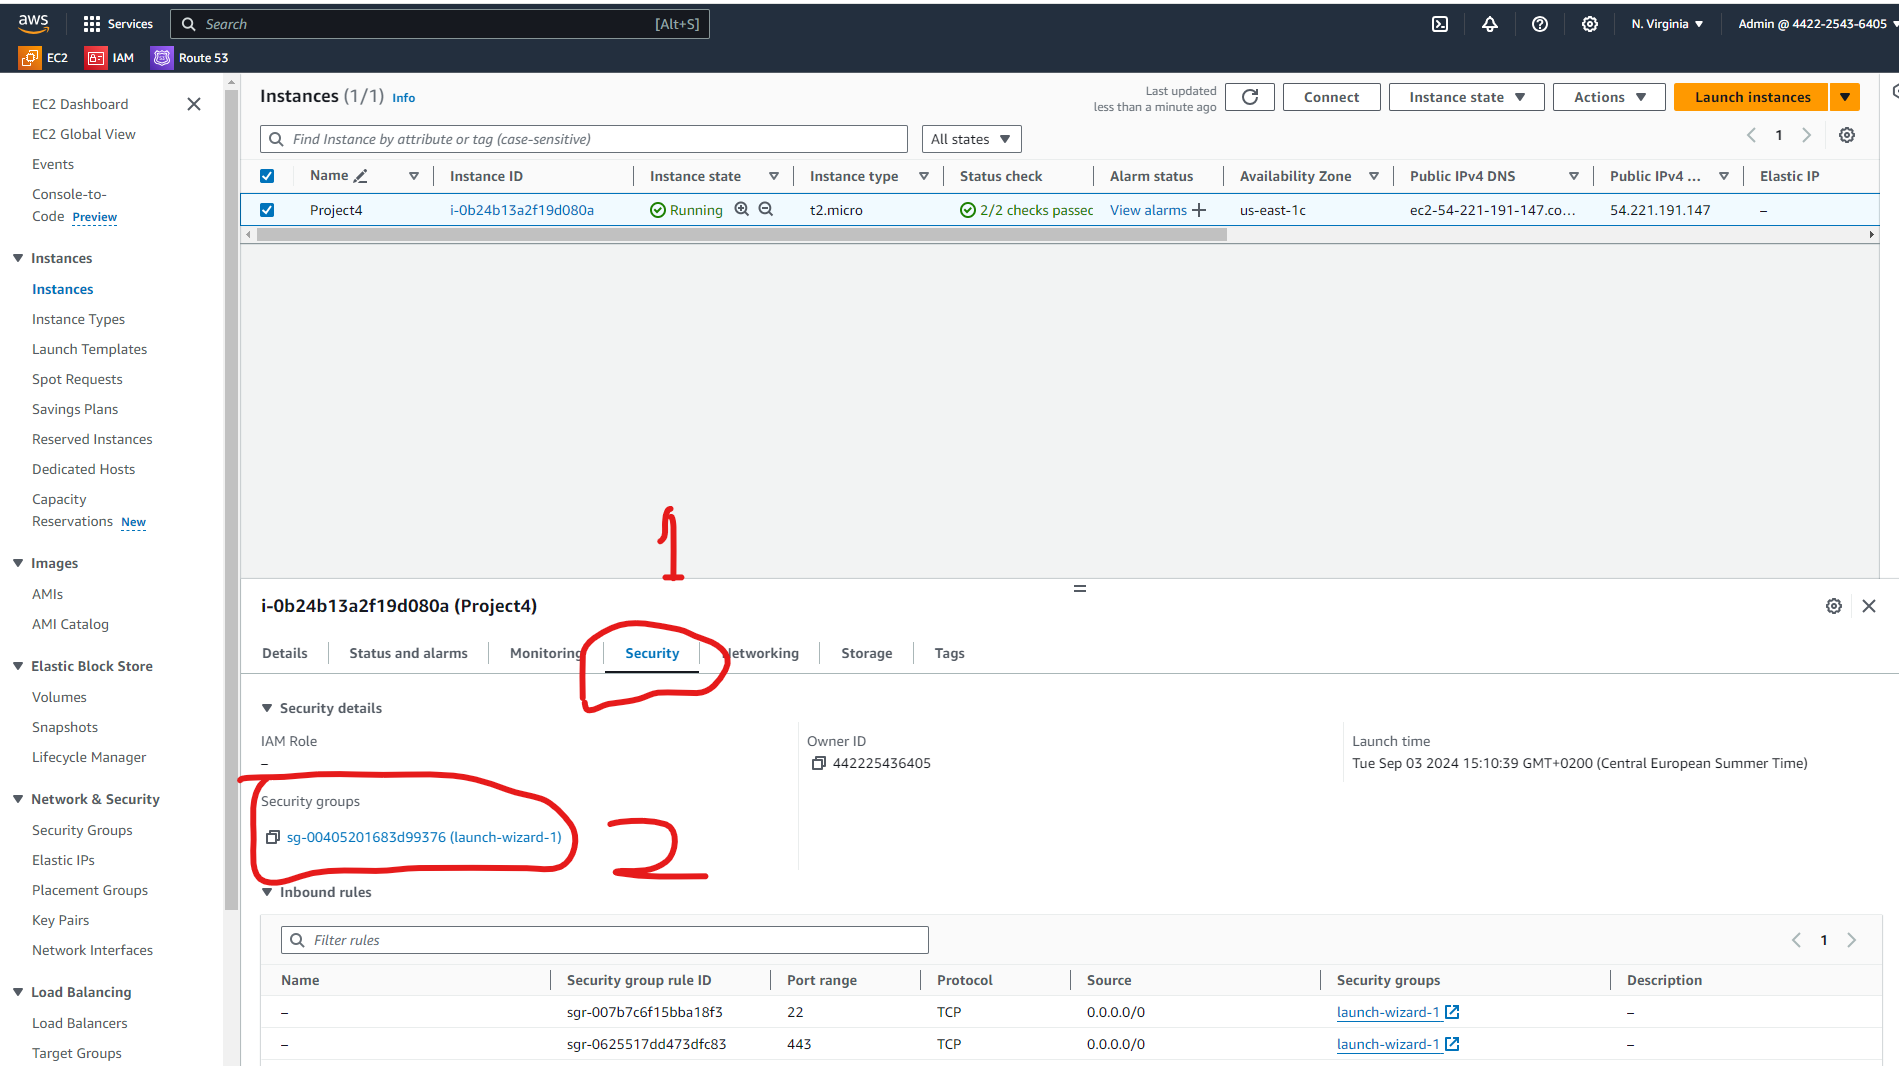 aws
Services
Search
[Alt+S]
N. Virginia
Admin @ 4422-2543-6405
EC2
IAM
Route 53
EC2 Dashboard
EC2 Global View
Events
Console-to-
Code Preview
Instances
Instances
Instance Types
Launch Templates
Spot Requests
Savings Plans
Reserved Instances
Dedicated Hosts
Capacity
Reservations New
Images
AMIs
AMI Catalog
Elastic Block Store
Volumes
Snapshots
Lifecycle Manager
Network & Security
Security Groups
Elastic IPs
Placement Groups
Key Pairs
Network Interfaces
Load Balancing
Load Balancers
Target Groups
Instances (1/1) Info
Last updated
less than a minute ago
Connect
Instance state
Actions
Launch instances
Find Instance by attribute or tag (case-sensitive)
All states
1
Name Instance ID Instance state Instance type Status check Alarm status Availability Zone Public IPv4 DNS Public IPv4 ... Elastic IP
Project4 i-0b24b13a2f19d080a Running t2.micro 2/2 checks passec View alarms + us-east-1c ec2-54-221-191-147.co... 54.221.191.147 –
1
i-0b24b13a2f19d080a (Project4)
Details Status and alarms Monitoring Security etworking Storage Tags
Security details
IAM Role
–
Owner ID
442225436405
Launch time
Tue Sep 03 2024 15:10:39 GMT+0200 (Central European Summer Time)
Security groups
sg-00405201683d99376 (launch-wizard-1)
2
Inbound rules
Filter rules
1
Name Security group rule ID Port range Protocol Source Security groups Description
– sgr-007b7c6f15bba18f3 22 TCP 0.0.0.0/0 launch-wizard-1 –
– sgr-0625517dd473dfc83 443 TCP 0.0.0.0/0 launch-wizard-1 –